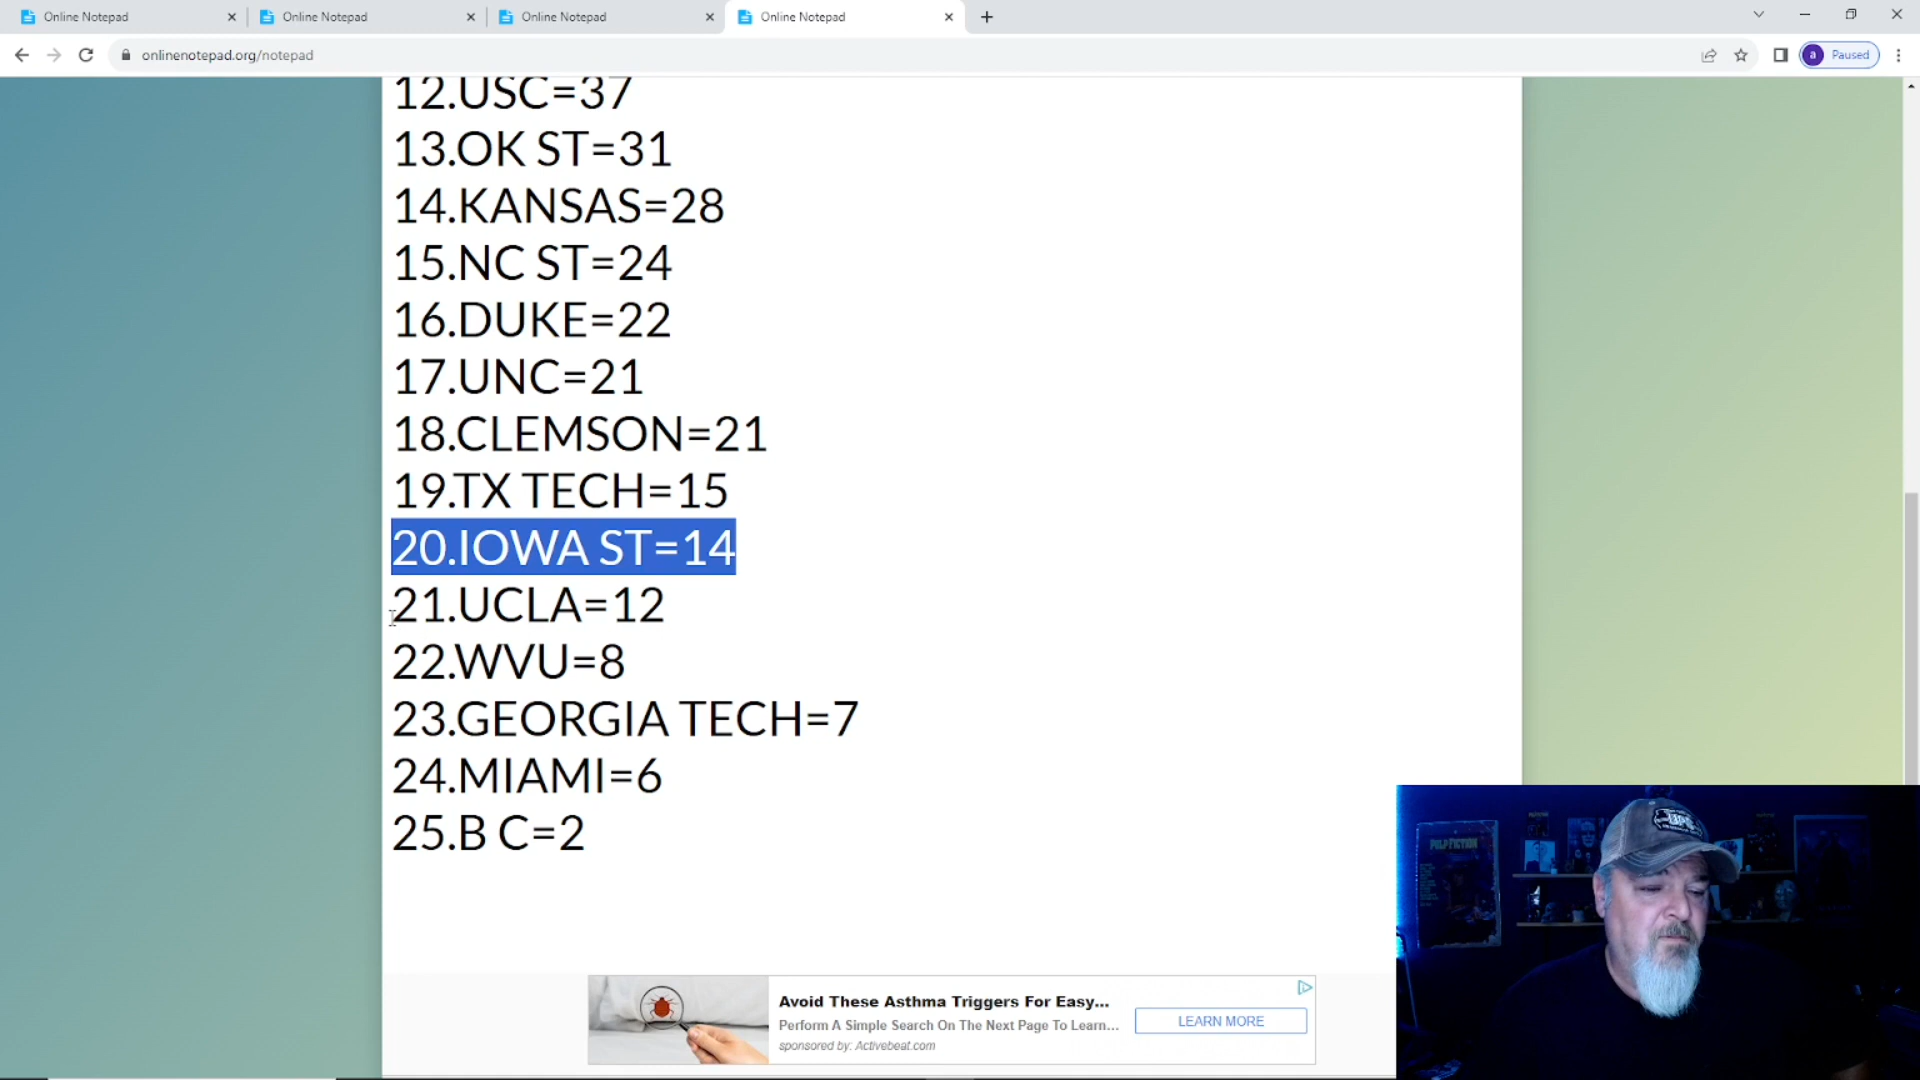 Online Notepad
Online Notepad
Online Notepad
Online Notepad
onlinenotepad.org/notepad
a
Paused
12.USC=37
13.OK ST=31
14.KANSAS=28
15.NC ST=24
16.DUKE=22
17.UNC=21
18.CLEMSON=21
19.TX TECH=15
20.IOWA ST=14
21.UCLA=12
22.WVU=8
23.GEORGIA TECH=7
24.MIAMI=6
25.B C=2
Avoid These Asthma Triggers For Easy...
Perform A Simple Search On The Next Page To Learn...
sponsored by: Activebeat.com
LEARN MORE
PULP FICTION